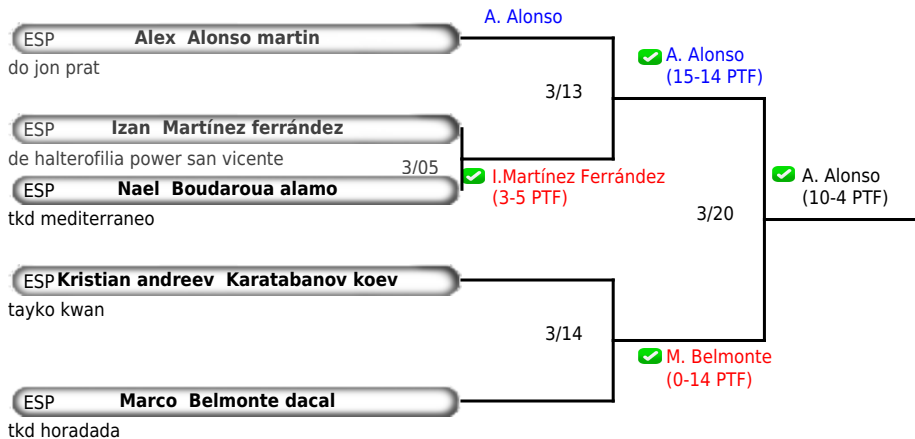 A. Alonso
ESP Alex Alonso martin
do jon prat
A. Alonso
(15-14 PTF)
3/13
ESP Izan Martínez ferrández
de halterofilia power san vicente
3/05
I.Martínez Ferrández
(3-5 PTF)
ESP Nael Boudaroua alamo
tkd mediterraneo
A. Alonso
(10-4 PTF)
3/20
ESP Kristian andreev Karatabanov koev
tayko kwan
3/14
M. Belmonte
(0-14 PTF)
ESP Marco Belmonte dacal
tkd horadada